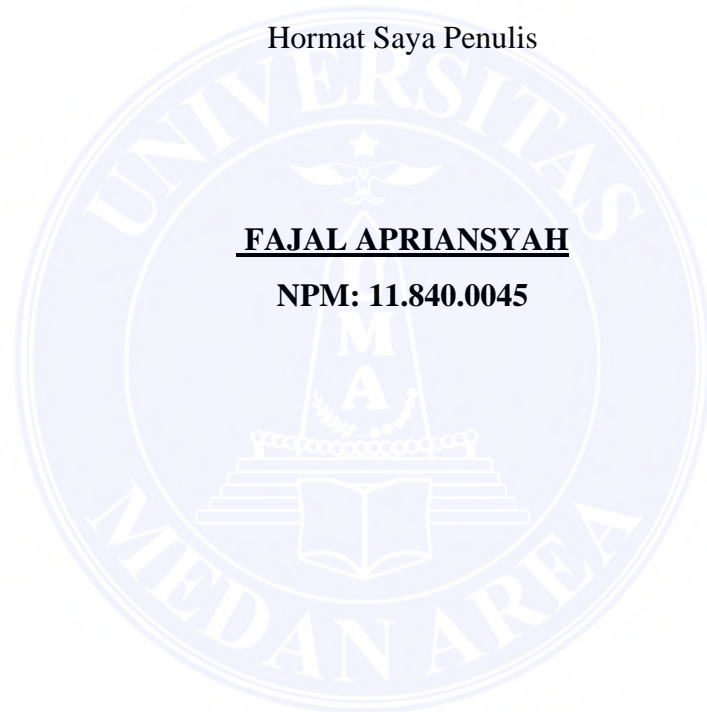 Hormat Saya Penulis
FAJAL APRIANSYAH
NPM: 11.840.0045
UNIVERSITAS
U
M
A
MEDAN AREA